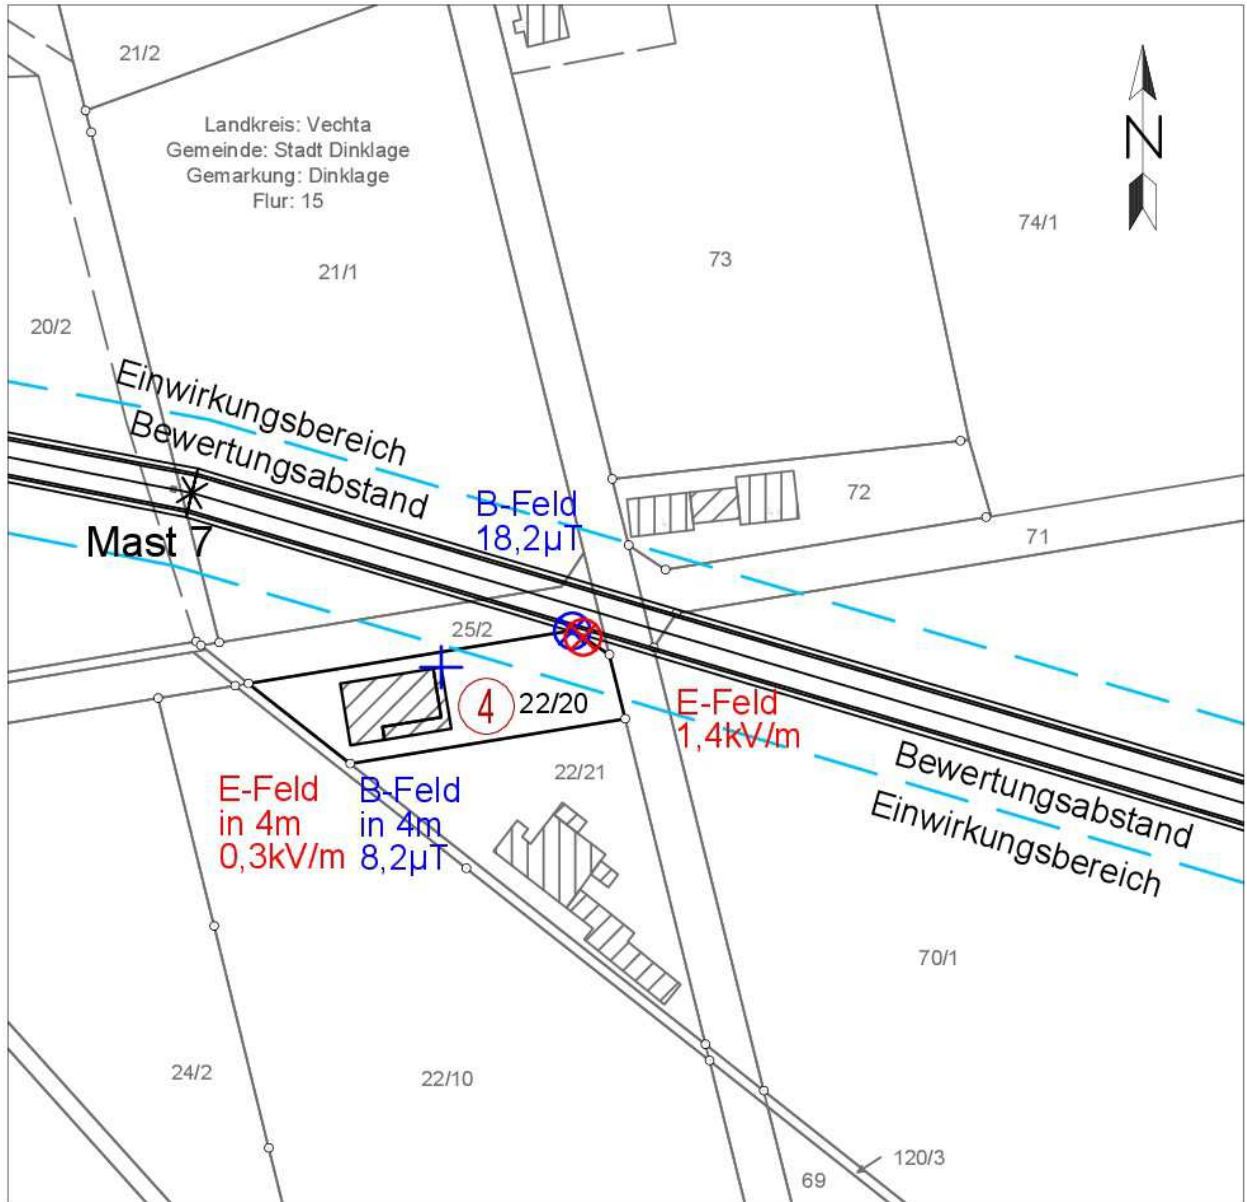 21/2
Landkreis: Vechta
Gemeinde: Stadt Dinklage
Gemarkung: Dinklage
Flur: 15
N
74/1
73
21/1
20/2
Einwirkungsbereich
Bewertungsabstand
B-Feld
18,2µT
72
71
Mast 7
25/2
4
22/20
E-Feld
1,4kV/m
22/21
Bewertungsabstand
Einwirkungsbereich
E-Feld
in 4m
0,3kV/m
B-Feld
in 4m
8,2µT
70/1
24/2
22/10
120/3
69